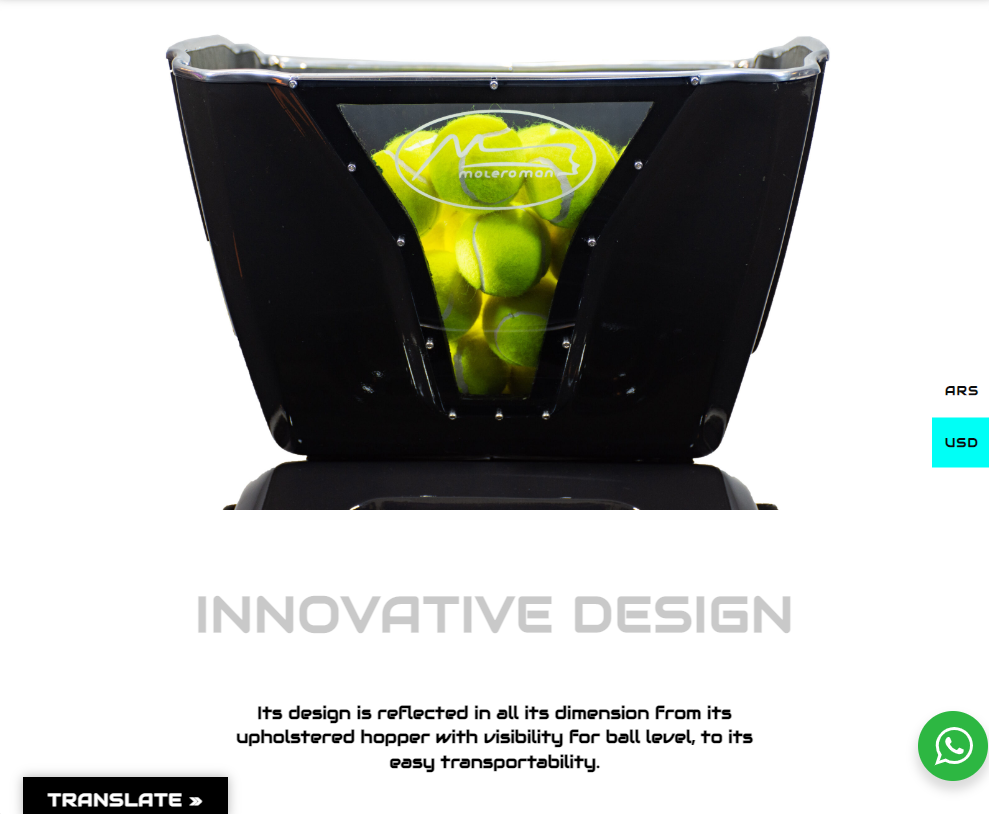 moleroman
ARS
USD
INNOVATIVE DESIGN
Its design is reflected in all its dimension from its
upholstered hopper with visibility for ball level, to its
easy transportability.
TRANSLATE »